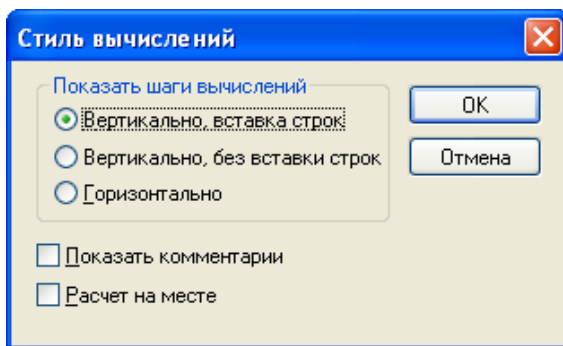 Стиль вычислений
Показать шаги вычислений
Вертикально, вставка строк
Вертикально, без вставки строк
Горизонтально
OK
Отмена
Показать комментарии
Расчет на месте